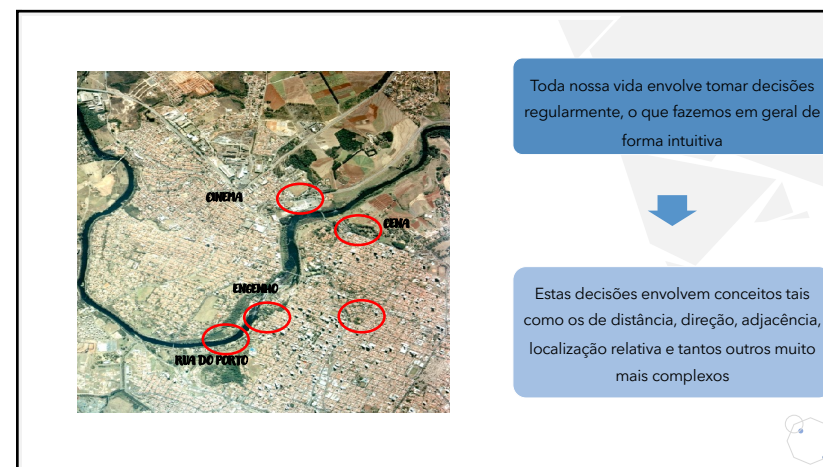 Toda nossa vida envolve tomar decisões
regularmente, o que fazemos em geral de
forma intuitiva
CINEMA
CENA
ENGENHO
RUA DO PORTO
Estas decisões envolvem conceitos tais
como os de distância, direção, adjacência,
localização relativa e tantos outros muito
mais complexos